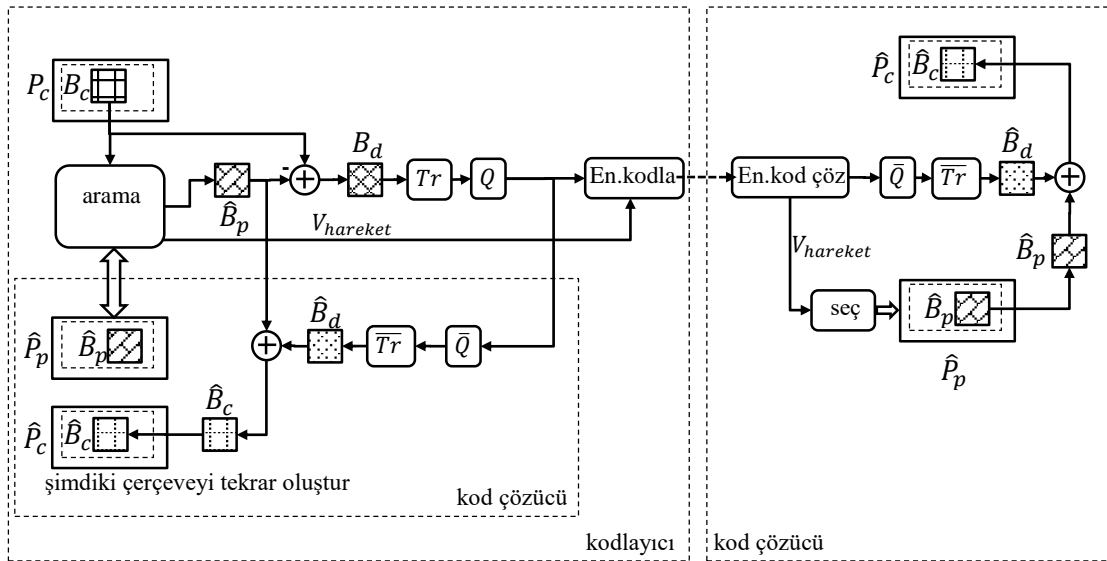 P_c
B_c
arama
-
B̂_p
B_d
Tr
Q
En.kodla
V_hareket
B̂_d
T̅r̅
Q̄
P̂_p
B̂_p
B̂_c
P̂_c
B̂_c
şimdiki çerçeveyi tekrar oluştur
kod çözücü
kodlayıcı
P̂_c
B̂_c
En.kod çöz
Q̄
T̅r̅
B̂_d
V_hareket
B̂_p
seç
B̂_p
P̂_p
kod çözücü